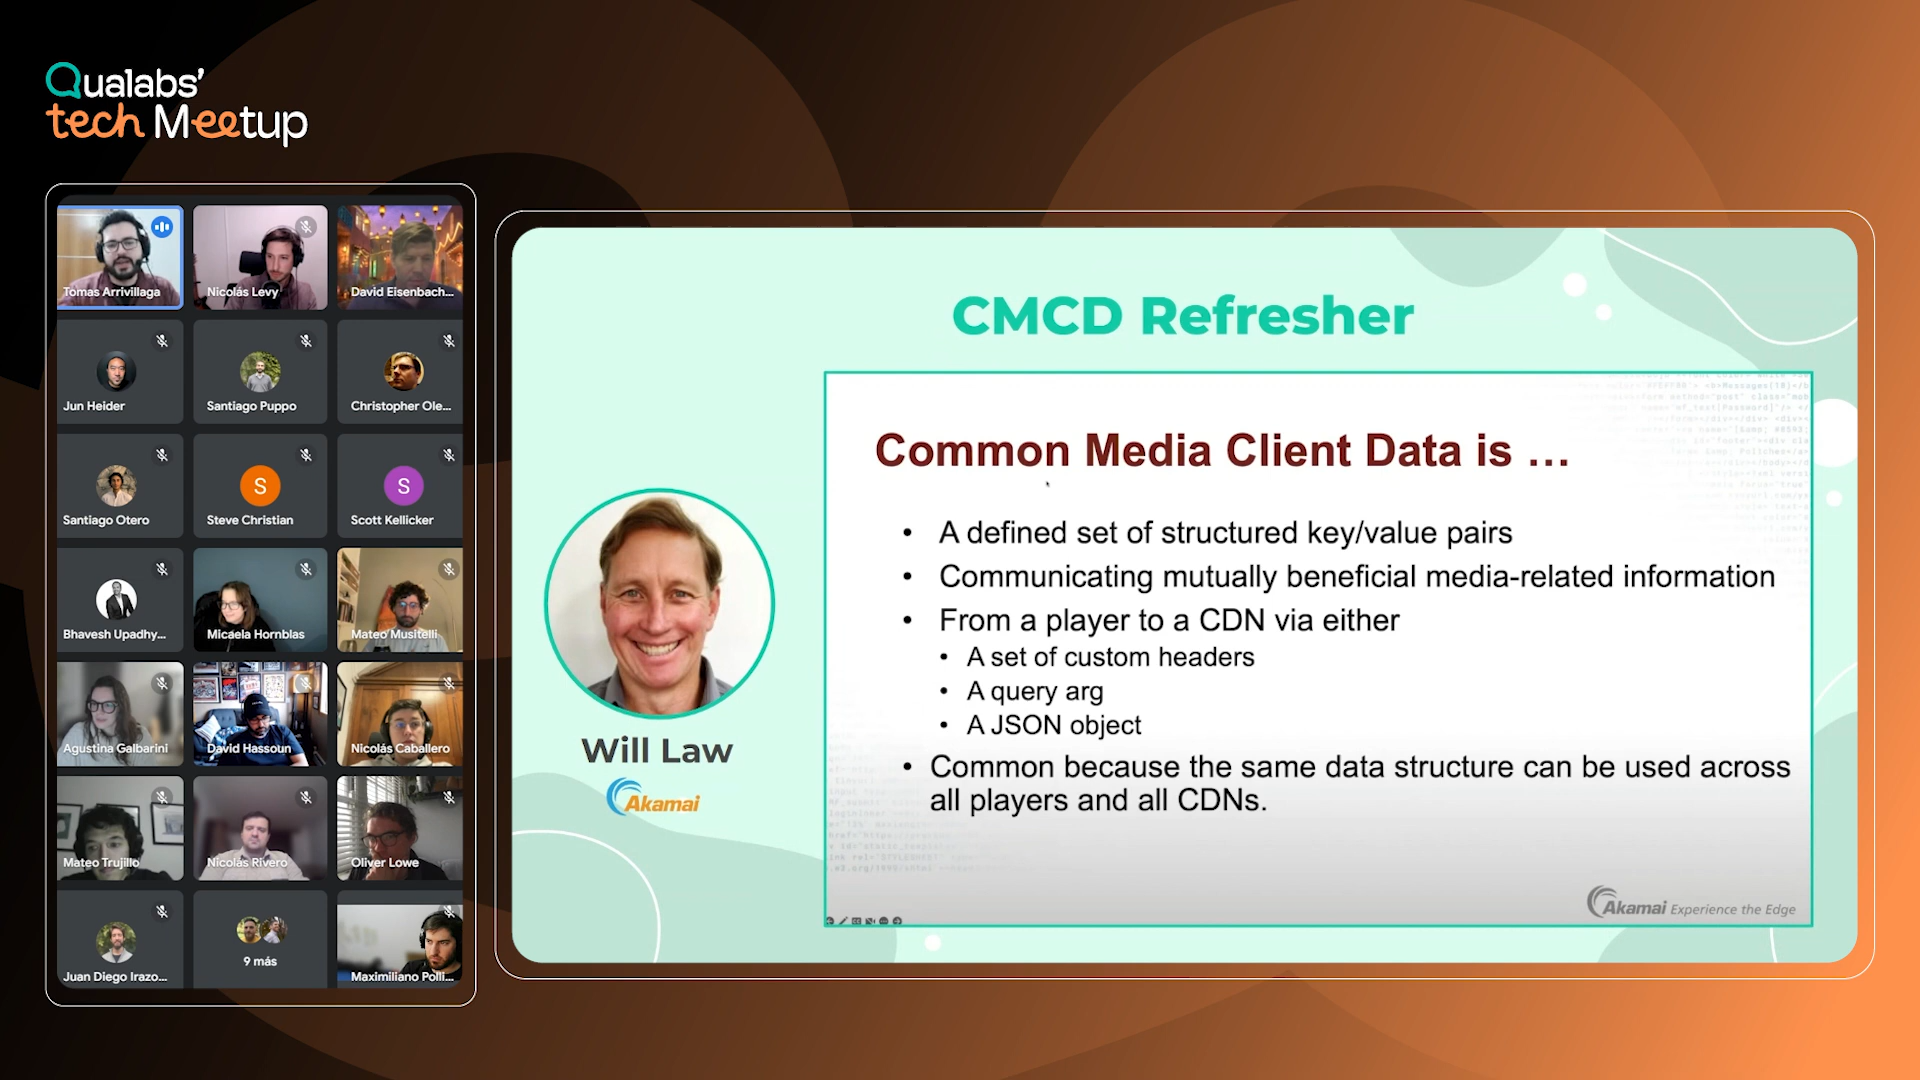 Qualabs'
tech Meetup
Tomas Arrivillaga
Nicolás Levy
David Eisenbach...
Jun Heider
Santiago Puppo
Christopher Ole...
Santiago Otero
S
Steve Christian
S
Scott Kellicker
Bhavesh Upadhy...
Micaela Hornblas
Mateo Musitelli
Agustina Galbarini
David Hassoun
Nicolás Caballero
Mateo Trujillo
Nicolás Rivero
Oliver Lowe
Juan Diego Irazo...
9 más
Maximiliano Polli...
CMCD Refresher
Will Law
Akamai
Common Media Client Data is ...
• A defined set of structured key/value pairs
• Communicating mutually beneficial media-related information
• From a player to a CDN via either
• A set of custom headers
• A query arg
• A JSON object
• Common because the same data structure can be used across
all players and all CDNs.
Akamai Experience the Edge